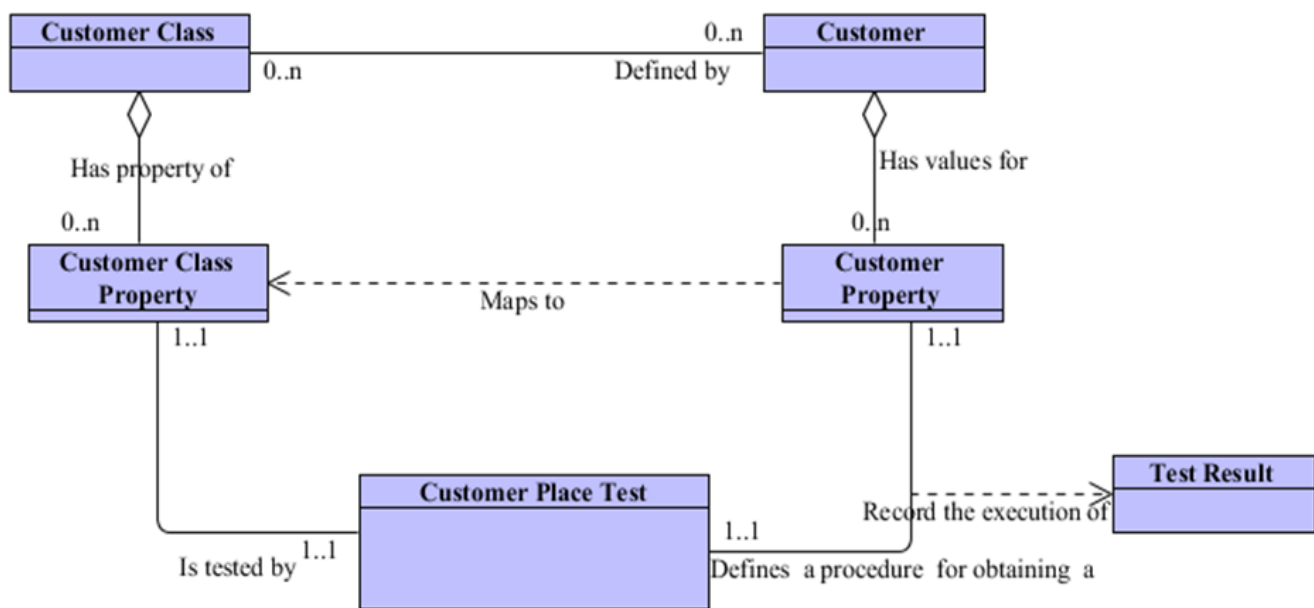 Customer Class
0..n
Customer
0..n
Defined by
Has property of
Has values for
0..n
0..n
Customer Class
Property
Customer
Property
Maps to
1..1
1..1
Customer Place Test
Test Result
1..1
Record the execution of
1..1
Is tested by
Defines a procedure for obtaining a